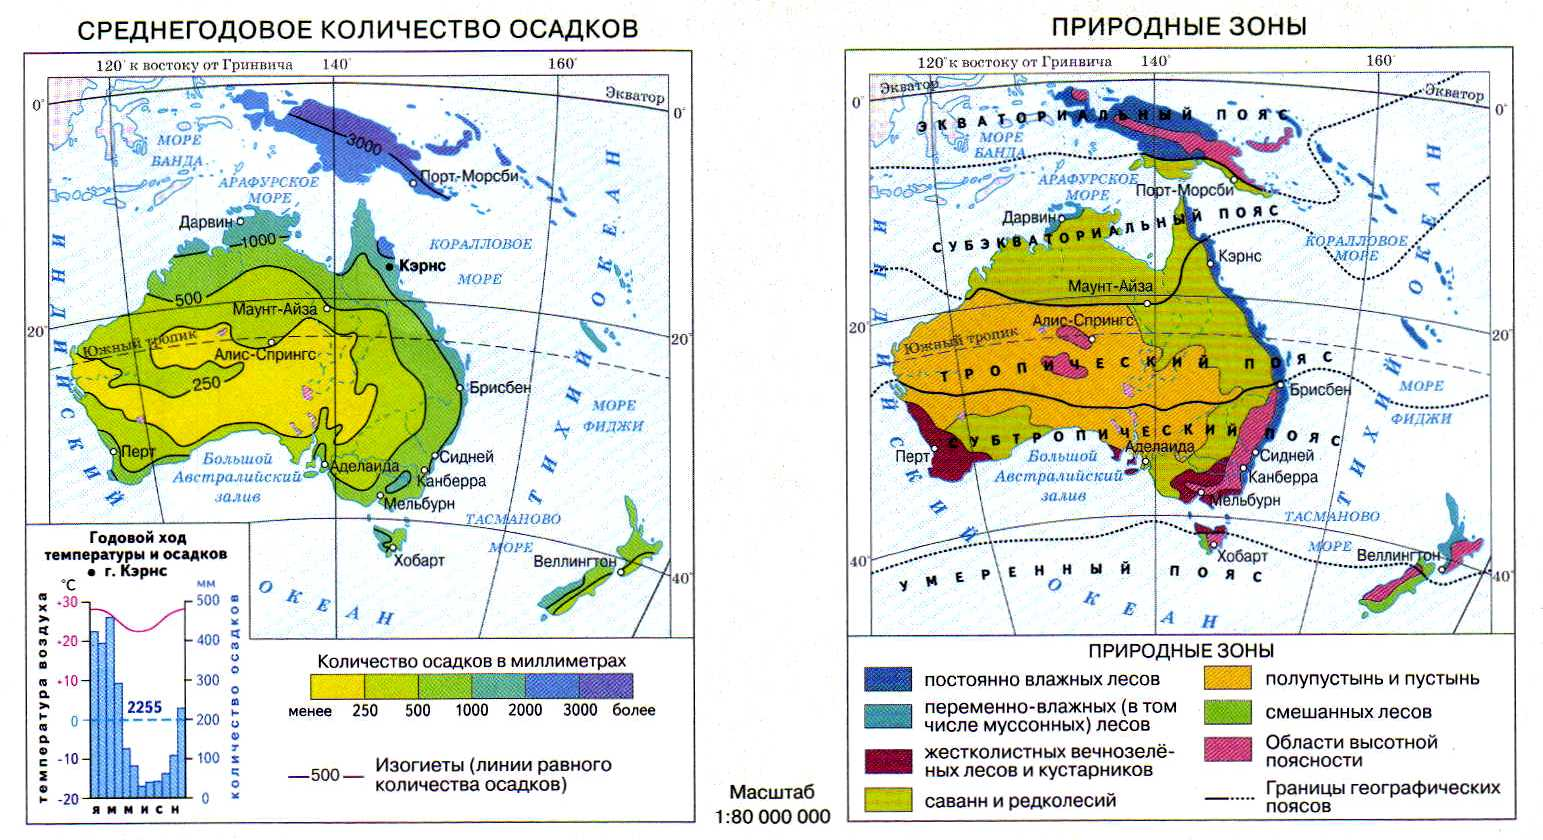 СРЕДНЕГОДОВОЕ КОЛИЧЕСТВО ОСАДКОВ
120° к востоку от Гринвича 140° 160°
0° Экватор 0°
МОРЕ
БАНДА
3000
Порт-Морсби
АРАФУРСКОЕ
МОРЕ
Дарвин
1000
КОРАЛЛОВОЕ
МОРЕ
Кэрнс
500
Маунт-Айза
20° 20°
Южный тропик
Алис-Спрингс
250
Брисбен
МОРЕ
ФИДЖИ
ИНДИЙСКИЙ
ТИХИЙ
ОКЕАН
Перт
Большой
Австралийский
залив
Аделаида
Сидней
Канберра
Мельбурн
ТАСМАНОВО
МОРЕ
Хобарт
Веллингтон
40°
ОКЕАН
Годовой ход
температуры и осадков
• г. Кэрнс
°C мм
+30 500
+20 400
+10 300
0 200
-10 100
-20 0
2255
я м м и с н
температура воздуха
количество осадков
Количество осадков в миллиметрах
менее 250 500 1000 2000 3000 более
500 Изогиеты (линии равного
количества осадков)
Масштаб
1:80 000 000
ПРИРОДНЫЕ ЗОНЫ
120° к востоку от Гринвича 140° 160°
0° Экватор Экватор 0°
ЭКВАТОРИАЛЬНЫЙ ПОЯС
МОРЕ
БАНДА
АРАФУРСКОЕ
МОРЕ
Порт-Морсби
Дарвин
СУБЭКВАТОРИАЛЬНЫЙ ПОЯС
КОРАЛЛОВОЕ
МОРЕ
Кэрнс
Маунт-Айза
20° 20°
Алис-Спрингс
Южный тропик
ТРОПИЧЕСКИЙ ПОЯС
Брисбен
МОРЕ
ФИДЖИ
ИНДИЙСКИЙ
ТИХИЙ
ОКЕАН
СУБТРОПИЧЕСКИЙ ПОЯС
Перт
Большой
Австралийский
залив
Аделаида
Сидней
Канберра
Мельбурн
ТАСМАНОВО
МОРЕ
Хобарт
Веллингтон
40° 40°
УМЕРЕННЫЙ ПОЯС
ОКЕАН
ПРИРОДНЫЕ ЗОНЫ
постоянно влажных лесов
переменно-влажных (в том
числе муссонных) лесов
жестколистных вечнозелё-
ных лесов и кустарников
саванн и редколесий
полупустынь и пустынь
смешанных лесов
Области высотной
поясности
Границы географических
поясов